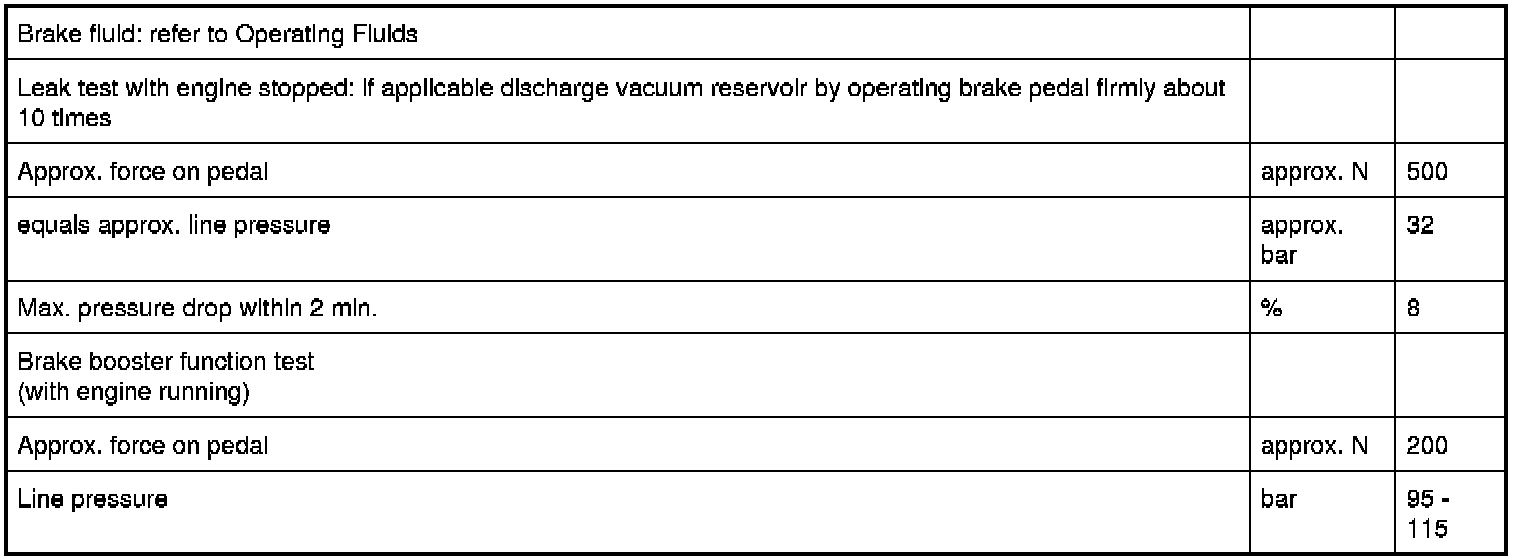 Brake fluid: refer to Operating Fluids
Leak test with engine stopped: If applicable discharge vacuum reservoir by operating brake pedal firmly about
10 times
Approx. force on pedal approx. N 500
equals approx. line pressure approx. 32
bar
Max. pressure drop within 2 min. % 8
Brake booster function test
(with engine running)
Approx. force on pedal approx. N 200
Line pressure bar 95 -
115